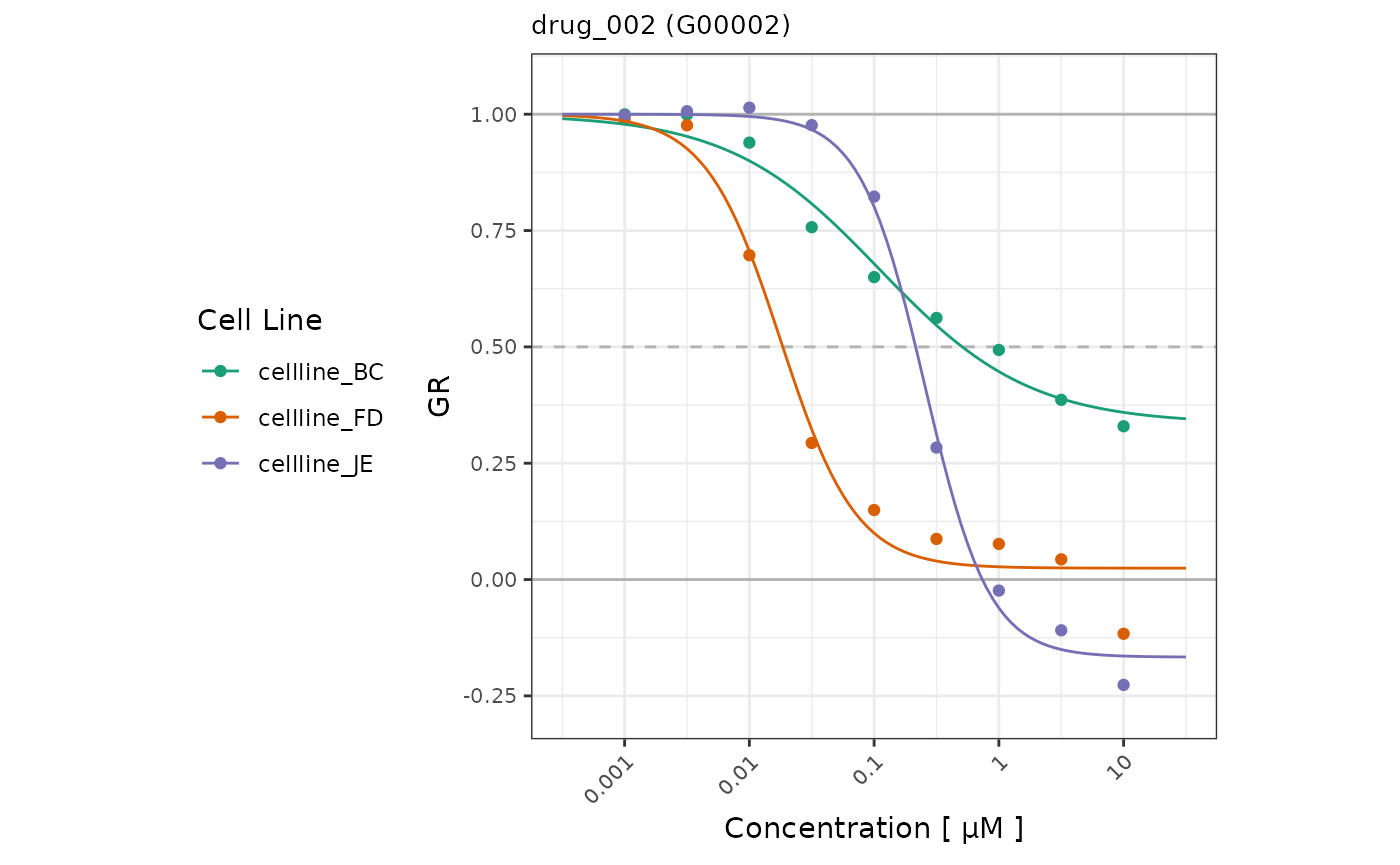 drug_002 (G00002)
Cell Line
cellline_BC
cellline_FD
cellline_JE
GR
1.00
0.75
0.50
0.25
0.00
-0.25
0.001
0.01
0.1
1
10
Concentration [ µM ]